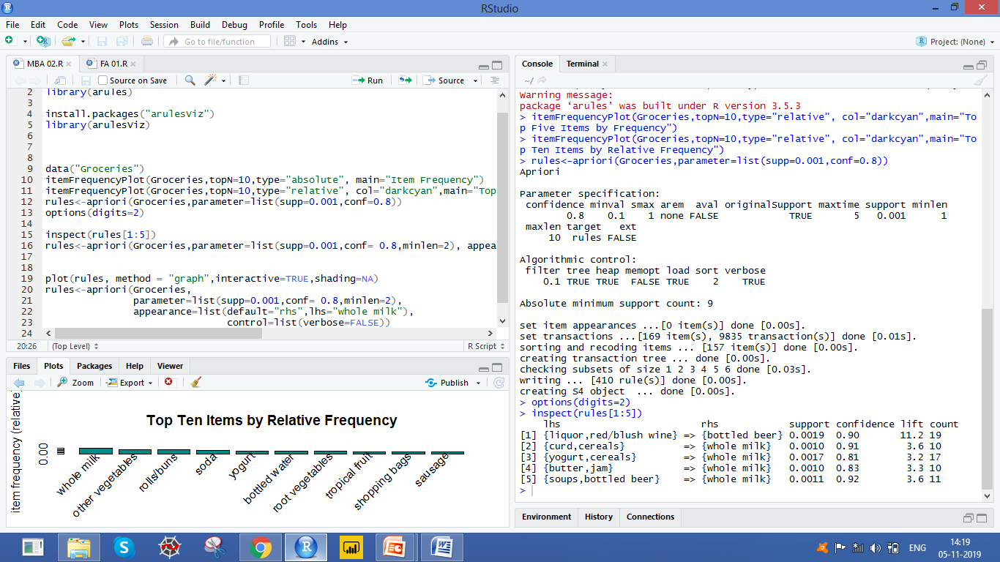 RStudio
File Edit Code View Plots Session Build Debug Profile Tools Help
Go to file/function
Addins
Project: (None)
MBA 02.R
FA 01.R
Source on Save
Run
Source
2 library(arules)
3
4 install.packages("arulesViz")
5 library(arulesViz)
6
7
8
9 data("Groceries")
10 itemFrequencyPlot(Groceries,topN=10,type="absolute", main="Item Frequency")
11 itemFrequencyPlot(Groceries,topN=10,type="relative", col="darkcyan",main="Top
12 rules<-apriori(Groceries,parameter=list(supp=0.001,conf=0.8))
13 options(digits=2)
14
15 inspect(rules[1:5])
16 rules<-apriori(Groceries,parameter=list(supp=0.001,conf= 0.8,minlen=2), appea
17
18
19 plot(rules, method = "graph",interactive=TRUE,shading=NA)
20 rules<-apriori(Groceries,
21 parameter=list(supp=0.001,conf= 0.8,minlen=2),
22 appearance=list(default="rhs",lhs="whole milk"),
23 control=list(verbose=FALSE))
24
20:26 (Top Level) R Script
Files Plots Packages Help Viewer
Zoom Export Publish
Top Ten Items by Relative Frequency
item frequency (relative
0.00
whole milk
other vegetables
rolls/buns
soda
yogurt
bottled water
root vegetables
tropical fruit
shopping bags
sausage
Console Terminal
~/
Warning message:
package ‘arules’ was built under R version 3.5.3
> itemFrequencyPlot(Groceries,topN=10,type="relative", col="darkcyan",main="To
p Five Items by Frequency")
> itemFrequencyPlot(Groceries,topN=10,type="relative", col="darkcyan",main="To
p Ten Items by Relative Frequency")
> rules<-apriori(Groceries,parameter=list(supp=0.001,conf=0.8))
Apriori
Parameter specification:
confidence minval smax arem aval originalSupport maxtime support minlen
0.8 0.1 1 none FALSE TRUE 5 0.001 1
maxlen target ext
10 rules FALSE
Algorithmic control:
filter tree heap memopt load sort verbose
0.1 TRUE TRUE FALSE TRUE 2 TRUE
Absolute minimum support count: 9
set item appearances ...[0 item(s)] done [0.00s].
set transactions ...[169 item(s), 9835 transaction(s)] done [0.01s].
sorting and recoding items ... [157 item(s)] done [0.00s].
creating transaction tree ... done [0.00s].
checking subsets of size 1 2 3 4 5 6 done [0.03s].
writing ... [410 rule(s)] done [0.00s].
creating S4 object ... done [0.00s].
> options(digits=2)
> inspect(rules[1:5])
lhs rhs support confidence lift count
[1] {liquor,red/blush wine} => {bottled beer} 0.0019 0.90 11.2 19
[2] {curd,cereals} => {whole milk} 0.0010 0.91 3.6 10
[3] {yogurt,cereals} => {whole milk} 0.0017 0.81 3.2 17
[4] {butter,jam} => {whole milk} 0.0010 0.83 3.3 10
[5] {soups,bottled beer} => {whole milk} 0.0011 0.92 3.6 11
>
Environment History Connections
ENG
14:19
05-11-2019